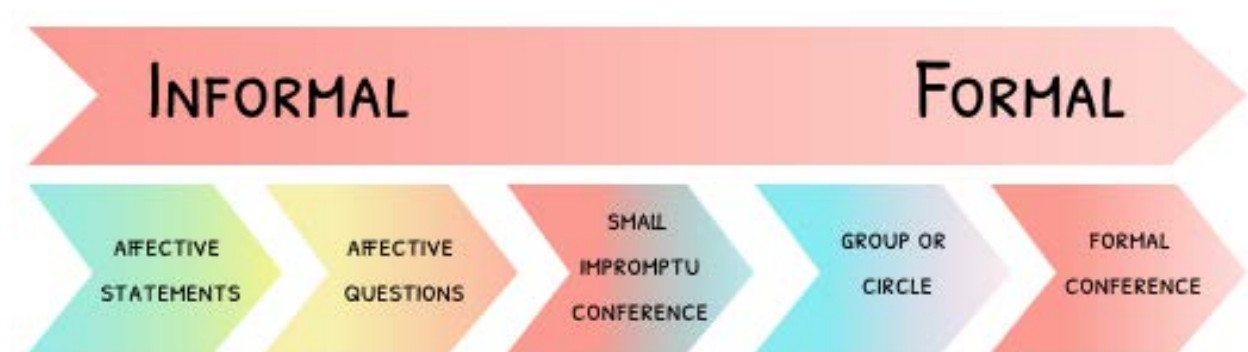 INFORMAL FORMAL
AFFECTIVE
STATEMENTS
AFFECTIVE
QUESTIONS
SMALL
IMPROMPTU
CONFERENCE
GROUP OR
CIRCLE
FORMAL
CONFERENCE